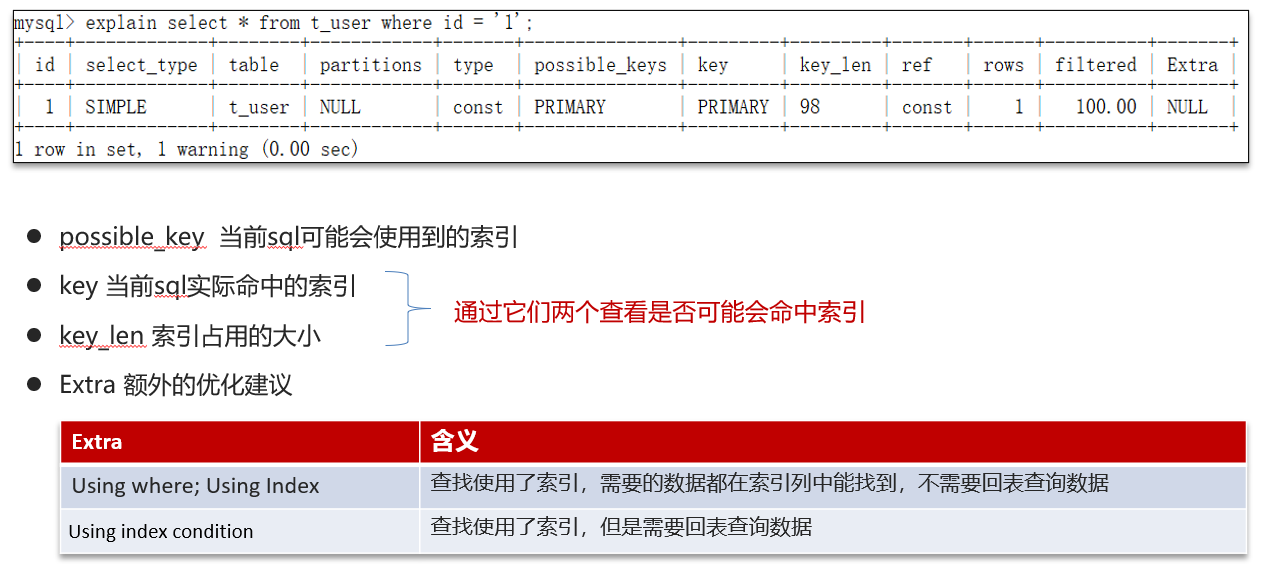 mysql> explain select * from t_user where id = '1';
| id | select_type | table | partitions | type | possible_keys | key | key_len | ref | rows | filtered | Extra |
| 1 | SIMPLE | t_user | NULL | const | PRIMARY | PRIMARY | 98 | const | 1 | 100.00 | NULL |
1 row in set, 1 warning (0.00 sec)
● possible_key 当前sql可能会使用到的索引
● key 当前sql实际命中的索引
● key_len 索引占用的大小
通过它们两个查看是否可能会命中索引
● Extra 额外的优化建议
Extra 含义
Using where; Using Index 查找使用了索引，需要的数据都在索引列中能找到，不需要回表查询数据
Using index condition 查找使用了索引，但是需要回表查询数据